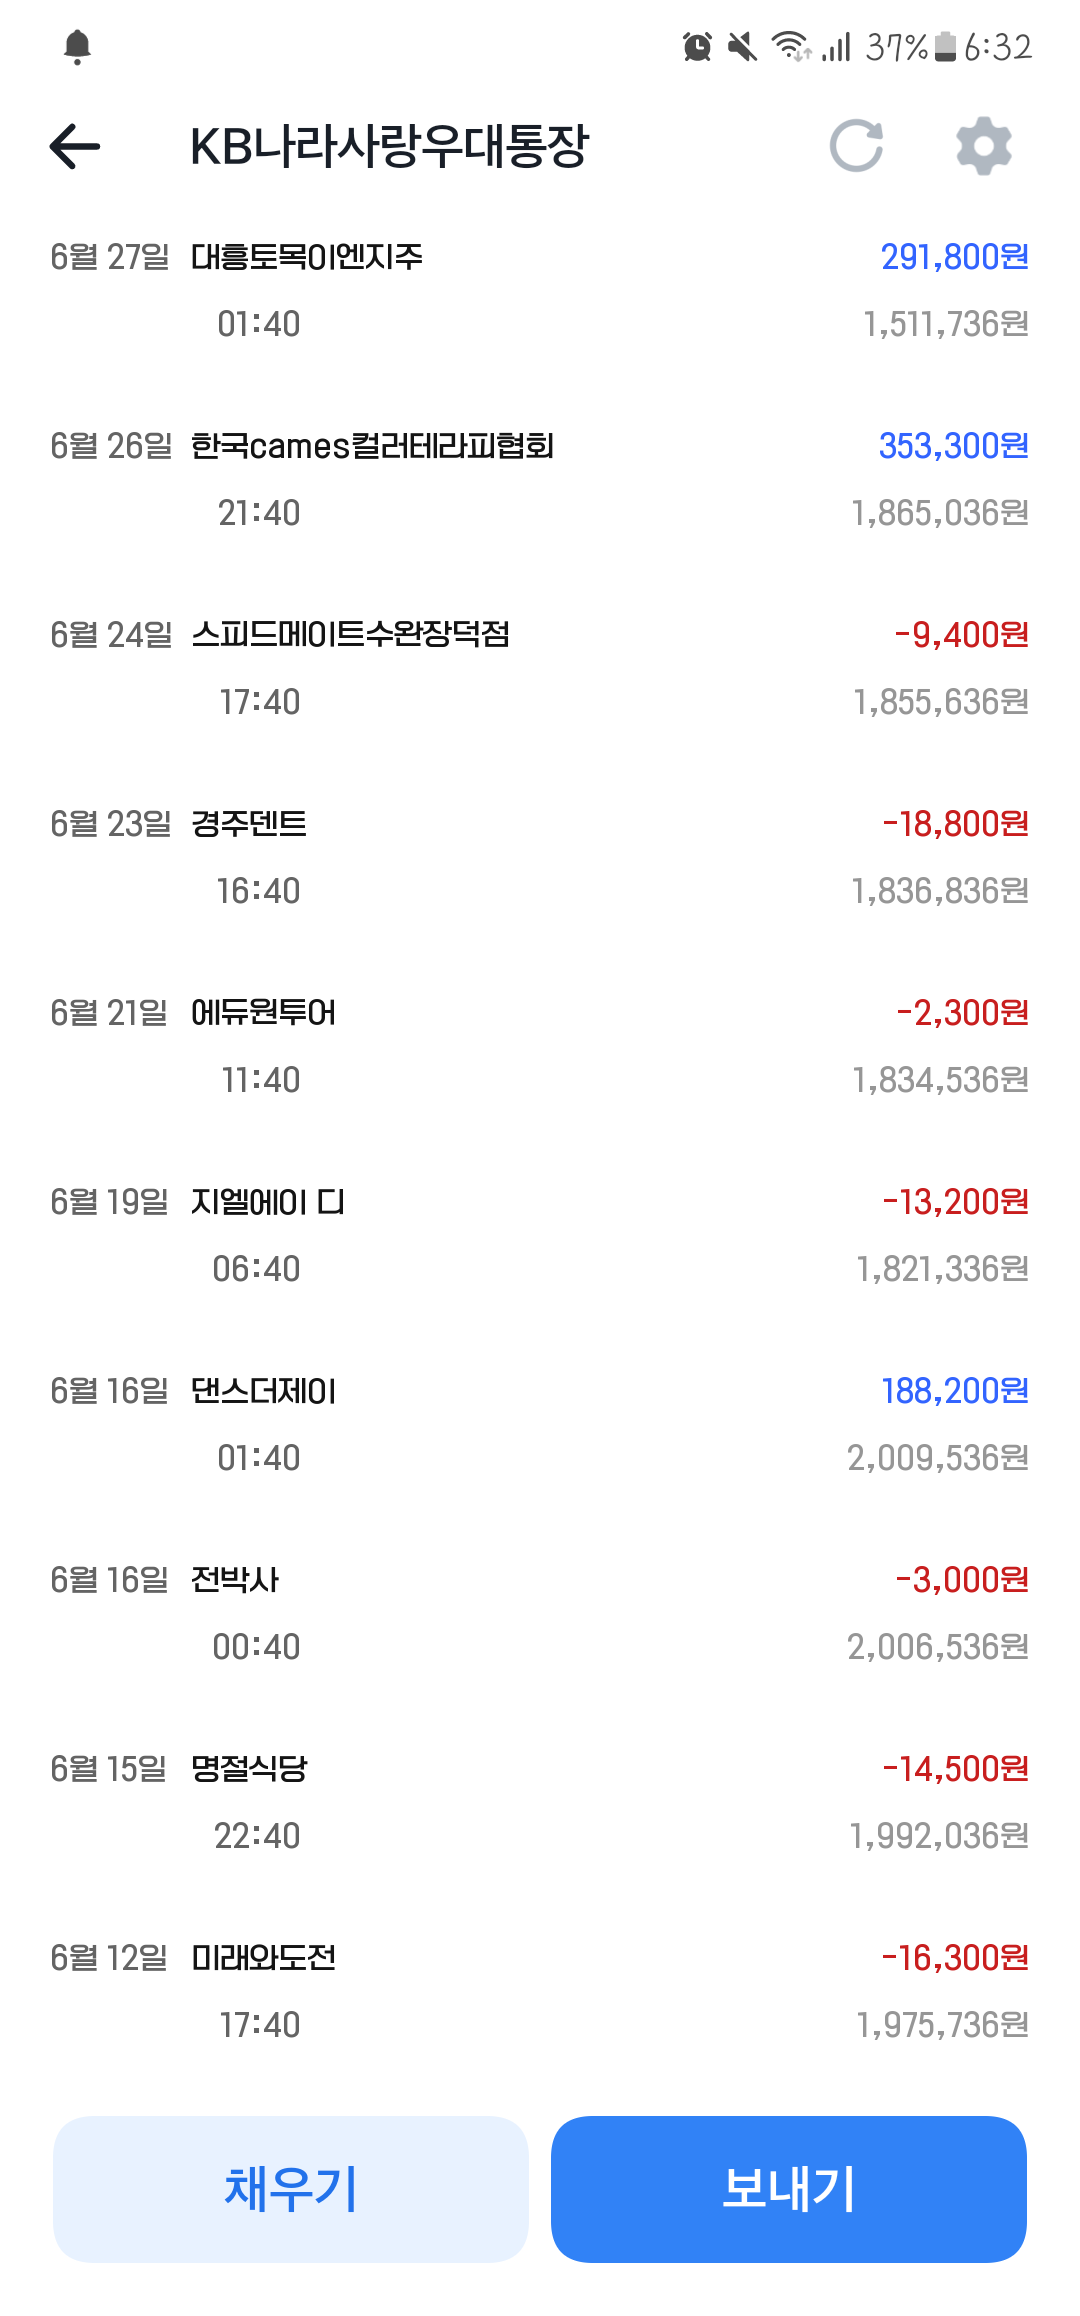 37% 6:32
KB나라사랑우대통장
6월 27일 대흥토목이엔지주 291,800원
01:40 1,511,736원
6월 26일 한국cames컬러테라피협회 353,300원
21:40 1,865,036원
6월 24일 스피드메이트수완장덕점 -9,400원
17:40 1,855,636원
6월 23일 경주덴트 -18,800원
16:40 1,836,836원
6월 21일 에듀원투어 -2,300원
11:40 1,834,536원
6월 19일 지엘에이 디 -13,200원
06:40 1,821,336원
6월 16일 댄스더제이 188,200원
01:40 2,009,536원
6월 16일 전박사 -3,000원
00:40 2,006,536원
6월 15일 명절식당 -14,500원
22:40 1,992,036원
6월 12일 미래와도전 -16,300원
17:40 1,975,736원
채우기 보내기